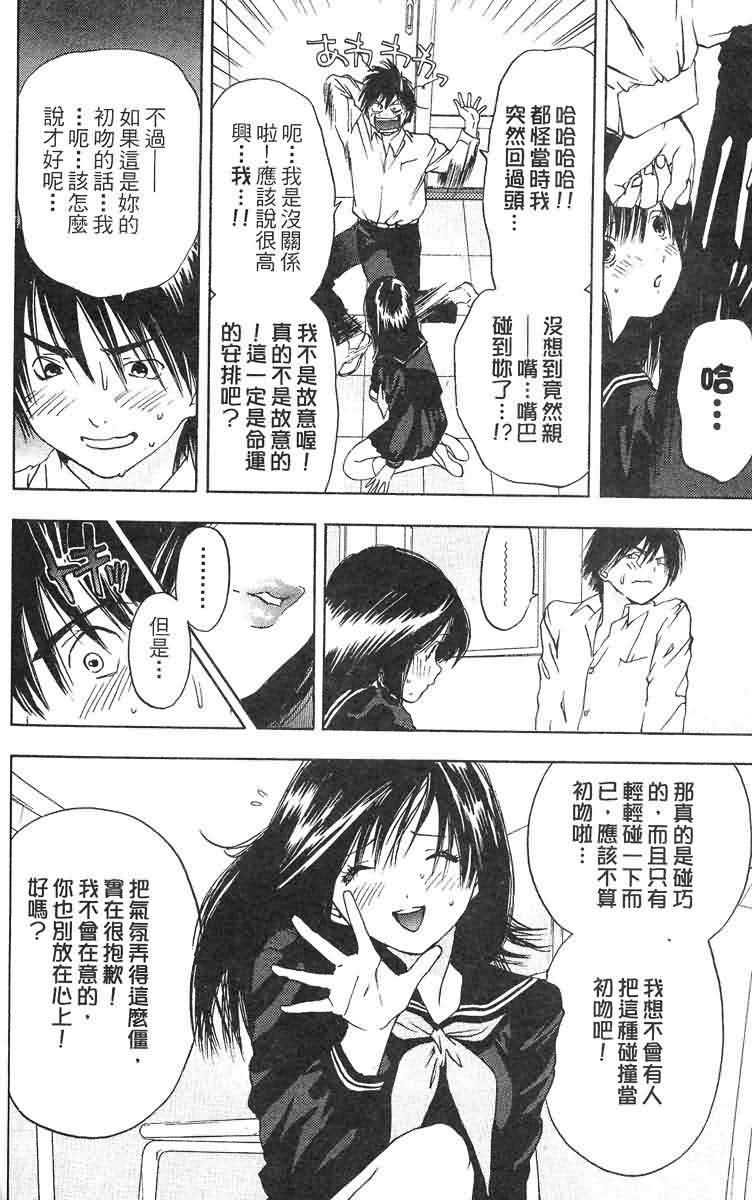 哈…
哈哈哈哈!!
都怪當時我
突然回過頭…
沒想到竟然親
——嘴…嘴巴
碰到妳了…!?
あわわわっ
呃…我是沒關係
啦!應該說很高
興…我…!!
我不是故意喔!
真的不是故意的
!這一定是命運
的安排吧?
不過——
如果這是妳的
初吻的話…我
…呃…該怎麼
說才好呢…
………
但是…
ドキッ
那真的是碰巧
的，而且只有
輕輕碰一下而
已，應該不算
初吻啦…
我想不會有人
把這種碰撞當
初吻吧!
把氣氛弄得這麼僵，
實在很抱歉!
我不會在意的，
你也別放在心上!
好嗎?